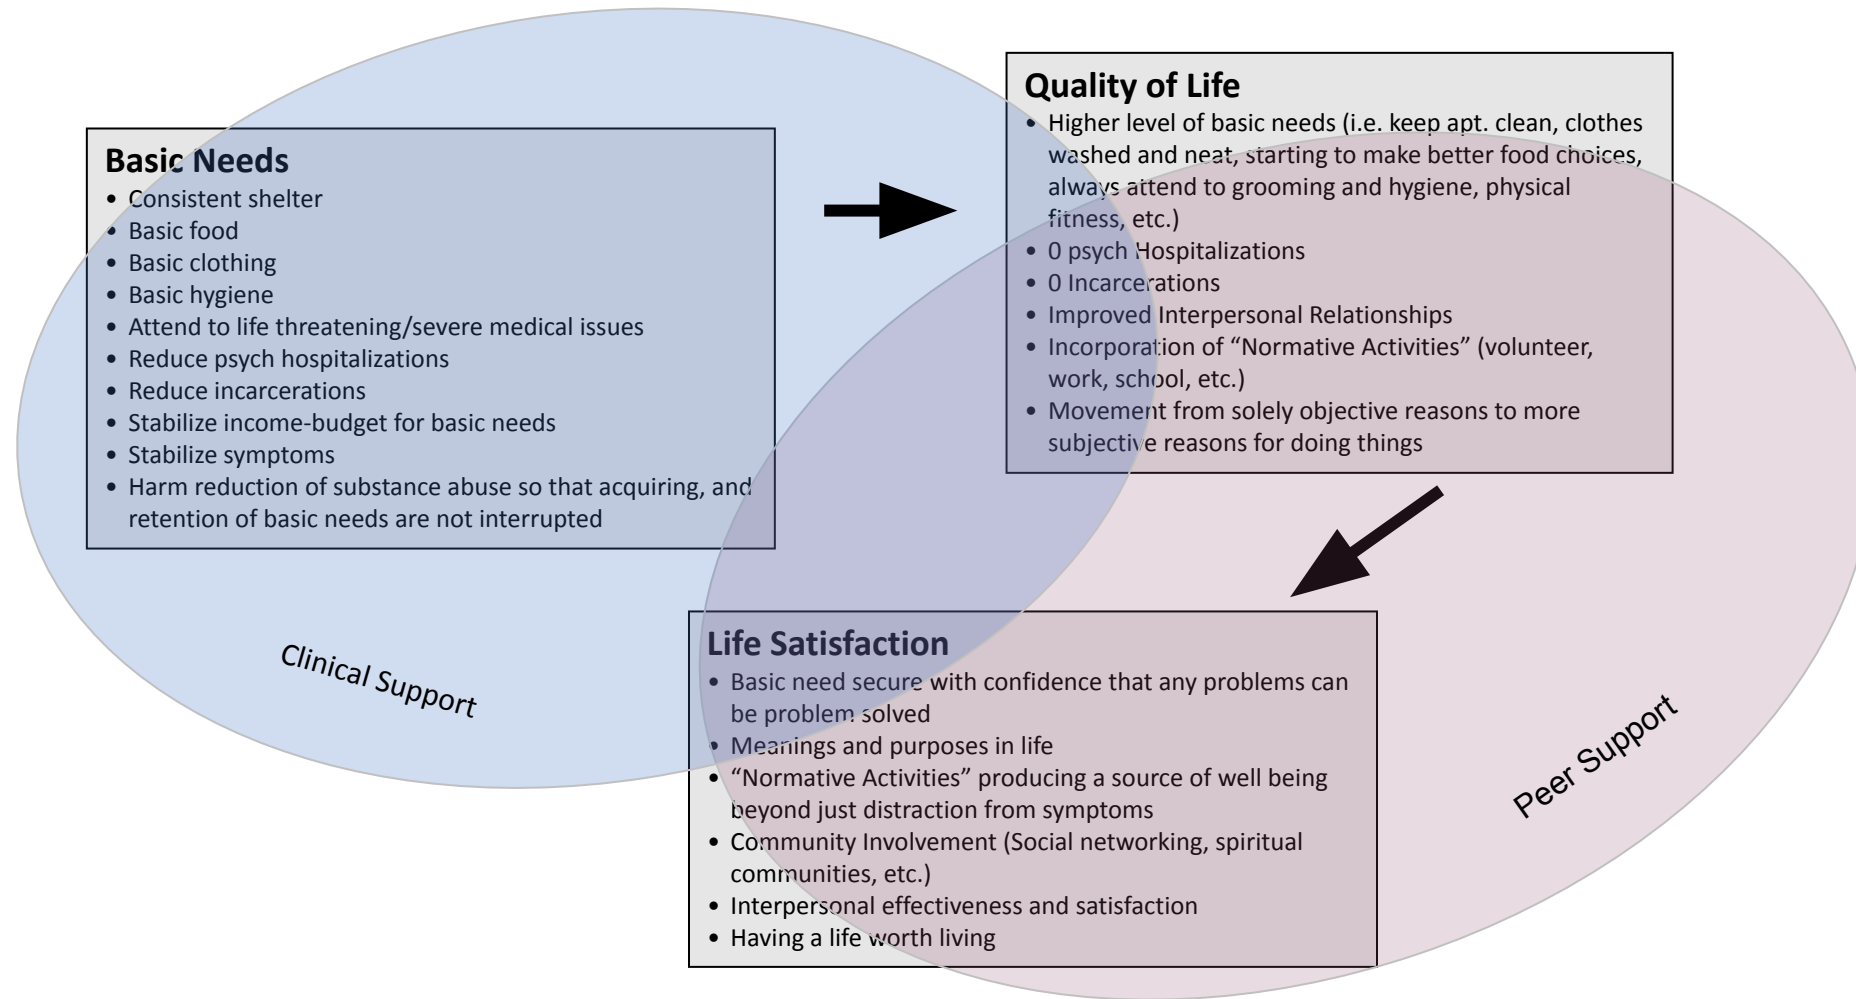 Basic Needs
• Consistent shelter
• Basic food
• Basic clothing
• Basic hygiene
• Attend to life threatening/severe medical issues
• Reduce psych hospitalizations
• Reduce incarcerations
• Stabilize income-budget for basic needs
• Stabilize symptoms
• Harm reduction of substance abuse so that acquiring, and
retention of basic needs are not interrupted
Quality of Life
• Higher level of basic needs (i.e. keep apt. clean, clothes
washed and neat, starting to make better food choices,
always attend to grooming and hygiene, physical
fitness, etc.)
• 0 psych Hospitalizations
• 0 Incarcerations
• Improved Interpersonal Relationships
• Incorporation of “Normative Activities” (volunteer,
work, school, etc.)
• Movement from solely objective reasons to more
subjective reasons for doing things
Life Satisfaction
• Basic need secure with confidence that any problems can
be problem solved
• Meanings and purposes in life
• “Normative Activities” producing a source of well being
beyond just distraction from symptoms
• Community Involvement (Social networking, spiritual
communities, etc.)
• Interpersonal effectiveness and satisfaction
• Having a life worth living
Clinical Support
Peer Support